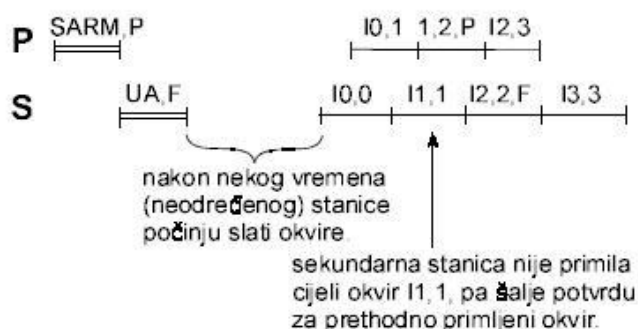 P SARM,P I0,1 1,2,P I2,3
S UA,F I0,0 I1,1 I2,2,F I3,3
nakon nekog vremena
(neodređenog) stanice
počinju slati okvire.
sekundarna stanica nije primila
cijeli okvir I1,1, pa šalje potvrdu
za prethodno primljeni okvir.